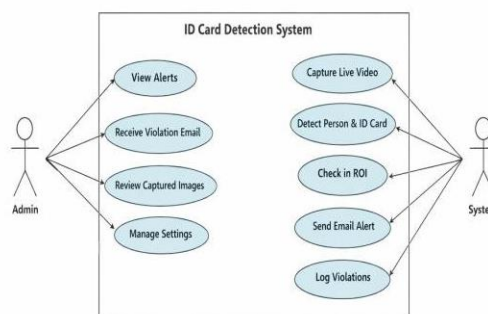 ID Card Detection System
View Alerts
Receive Violation Email
Review Captured Images
Manage Settings
Capture Live Video
Detect Person & ID Card
Check in ROI
Send Email Alert
Log Violations
Admin